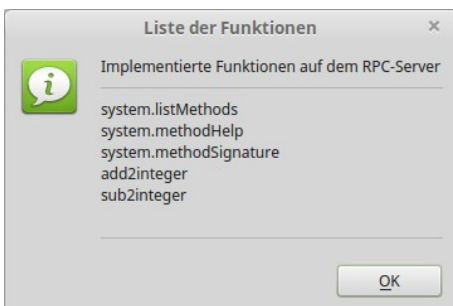 Liste der Funktionen ×
Implementierte Funktionen auf dem RPC-Server
system.listMethods
system.methodHelp
system.methodSignature
add2integer
sub2integer
OK